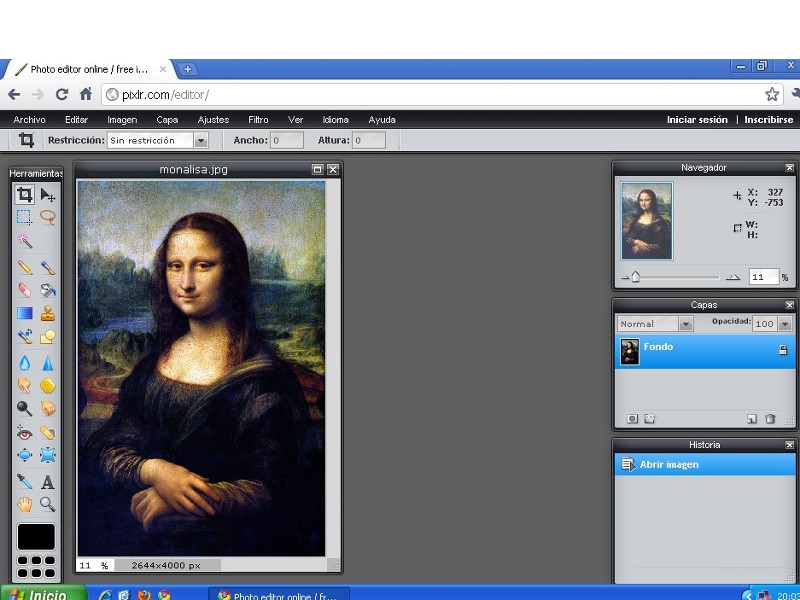 Photo editor online / free i...
pixlr.com/editor/
Archivo Editar Imagen Capa Ajustes Filtro Ver Idioma Ayuda Iniciar sesión | Inscribirse
Restricción: Sin restricción Ancho: 0 Altura: 0
Herramientas
monalisa.jpg
Navegador
X: 327
Y: -753
W:
H:
11 %
Capas
Normal Opacidad: 100
Fondo
Historia
Abrir imagen
11 % 2644x4000 px
Inicio Photo editor online / fr... 20:03